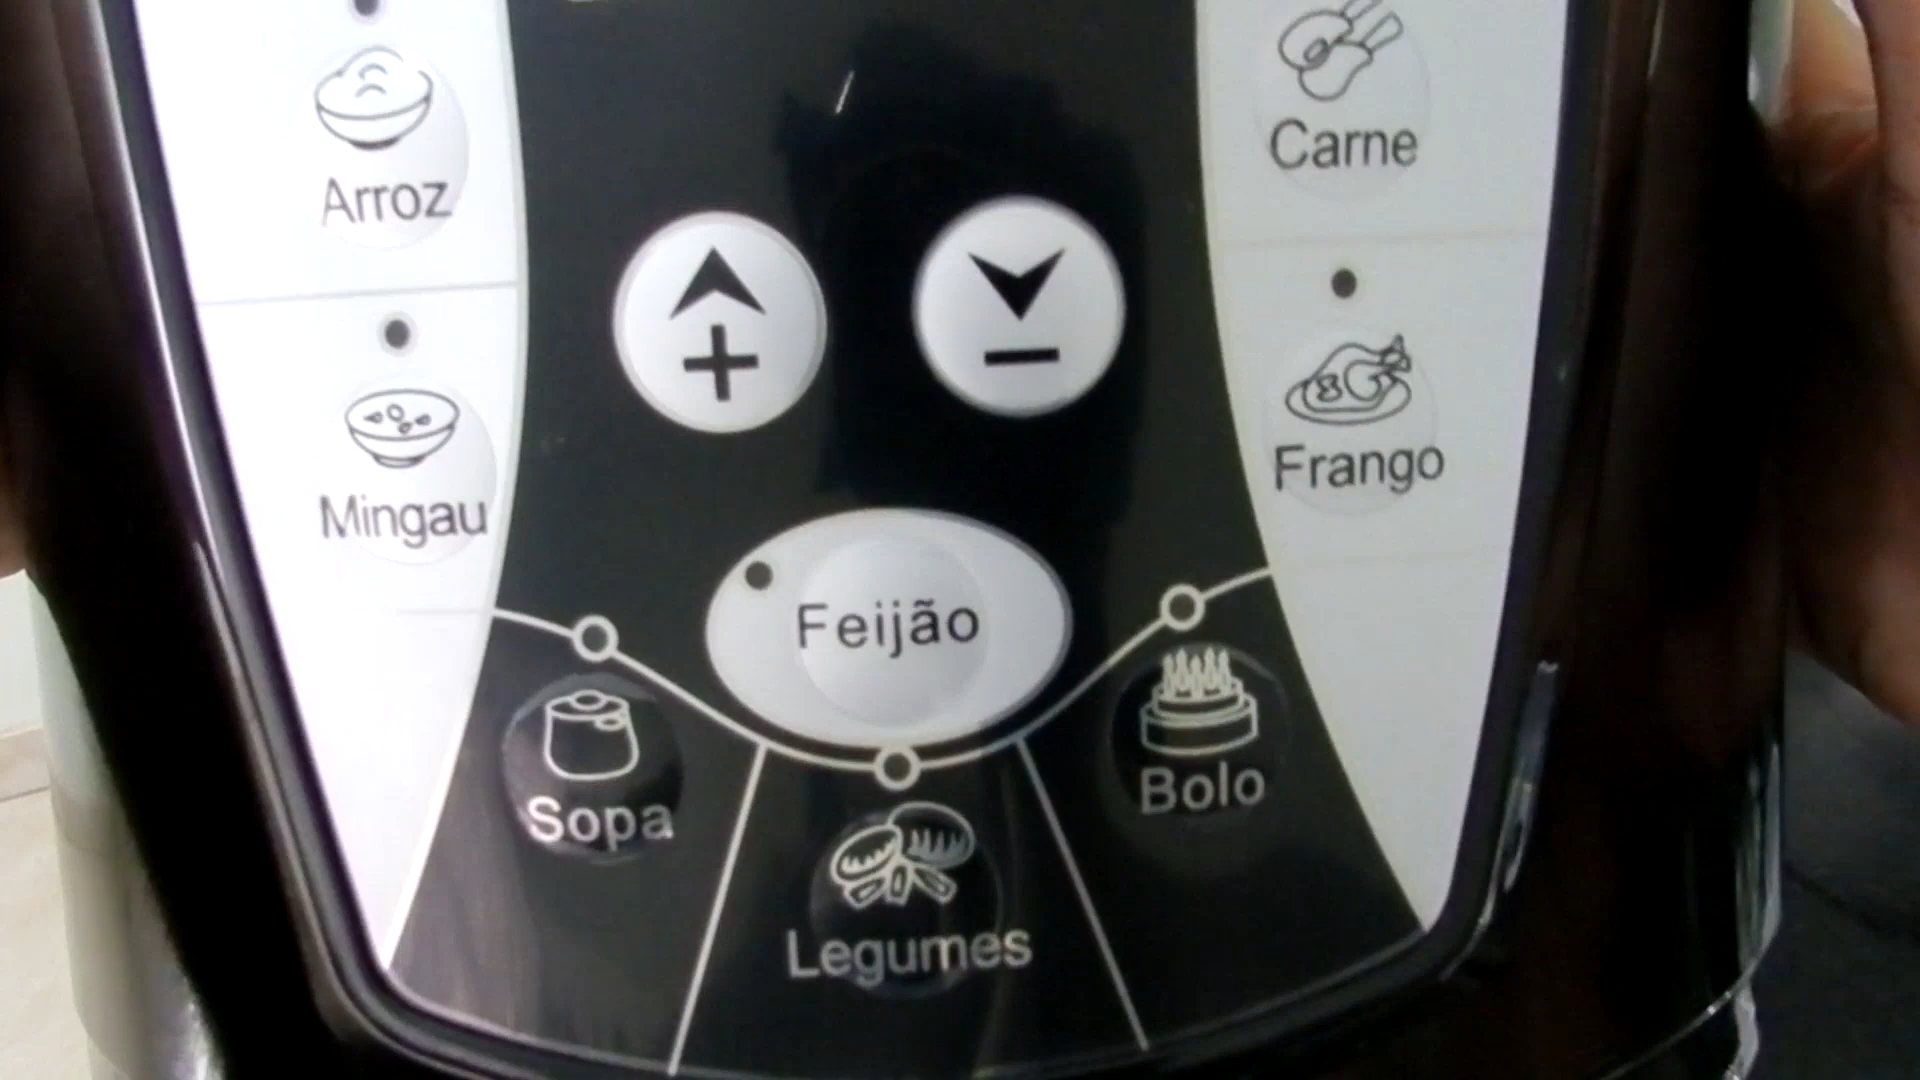 Arroz
Carne
+
−
Mingau
Frango
Feijão
Sopa
Bolo
Legumes